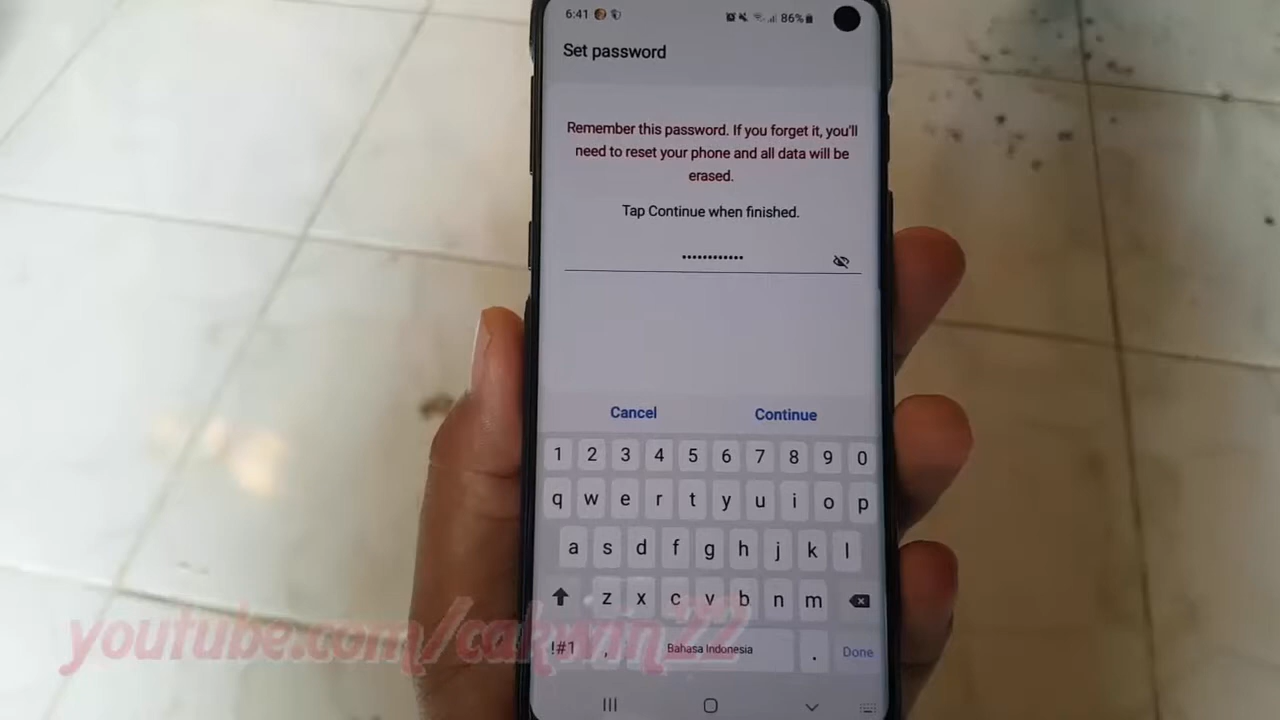 6:41 86%
Set password
Remember this password. If you forget it, you'll
need to reset your phone and all data will be
erased.
Tap Continue when finished.
••••••••••••
Cancel Continue
1 2 3 4 5 6 7 8 9 0
q w e r t y u i o p
a s d f g h j k l
z x c v b n m
!#1 , Bahasa Indonesia . Done
youtube.com/cakwin22